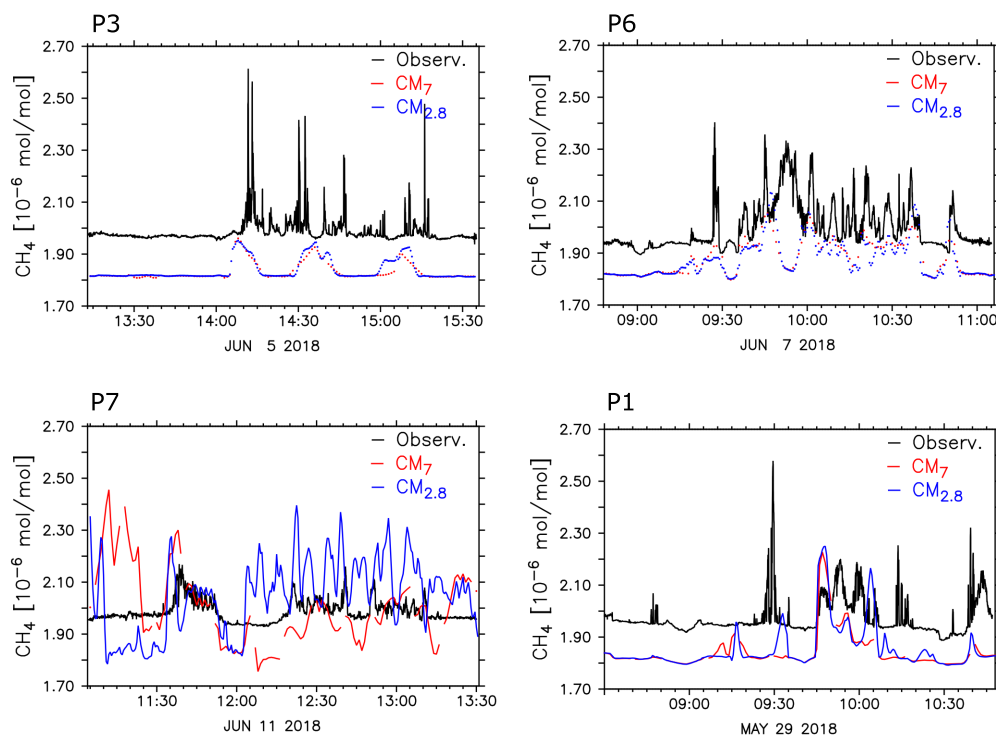 P3
2.70
2.50
2.30
2.10
1.90
1.70
CH4 [10−6 mol/mol]
Observ.
CM7
CM2.8
13:30 14:00 14:30 15:00 15:30
JUN 5 2018
P6
2.70
2.50
2.30
2.10
1.90
1.70
CH4 [10−6 mol/mol]
Observ.
CM7
CM2.8
09:00 09:30 10:00 10:30 11:00
JUN 7 2018
P7
2.70
2.50
2.30
2.10
1.90
1.70
CH4 [10−6 mol/mol]
Observ.
CM7
CM2.8
11:30 12:00 12:30 13:00 13:30
JUN 11 2018
P1
2.70
2.50
2.30
2.10
1.90
1.70
CH4 [10−6 mol/mol]
Observ.
CM7
CM2.8
09:00 09:30 10:00 10:30
MAY 29 2018